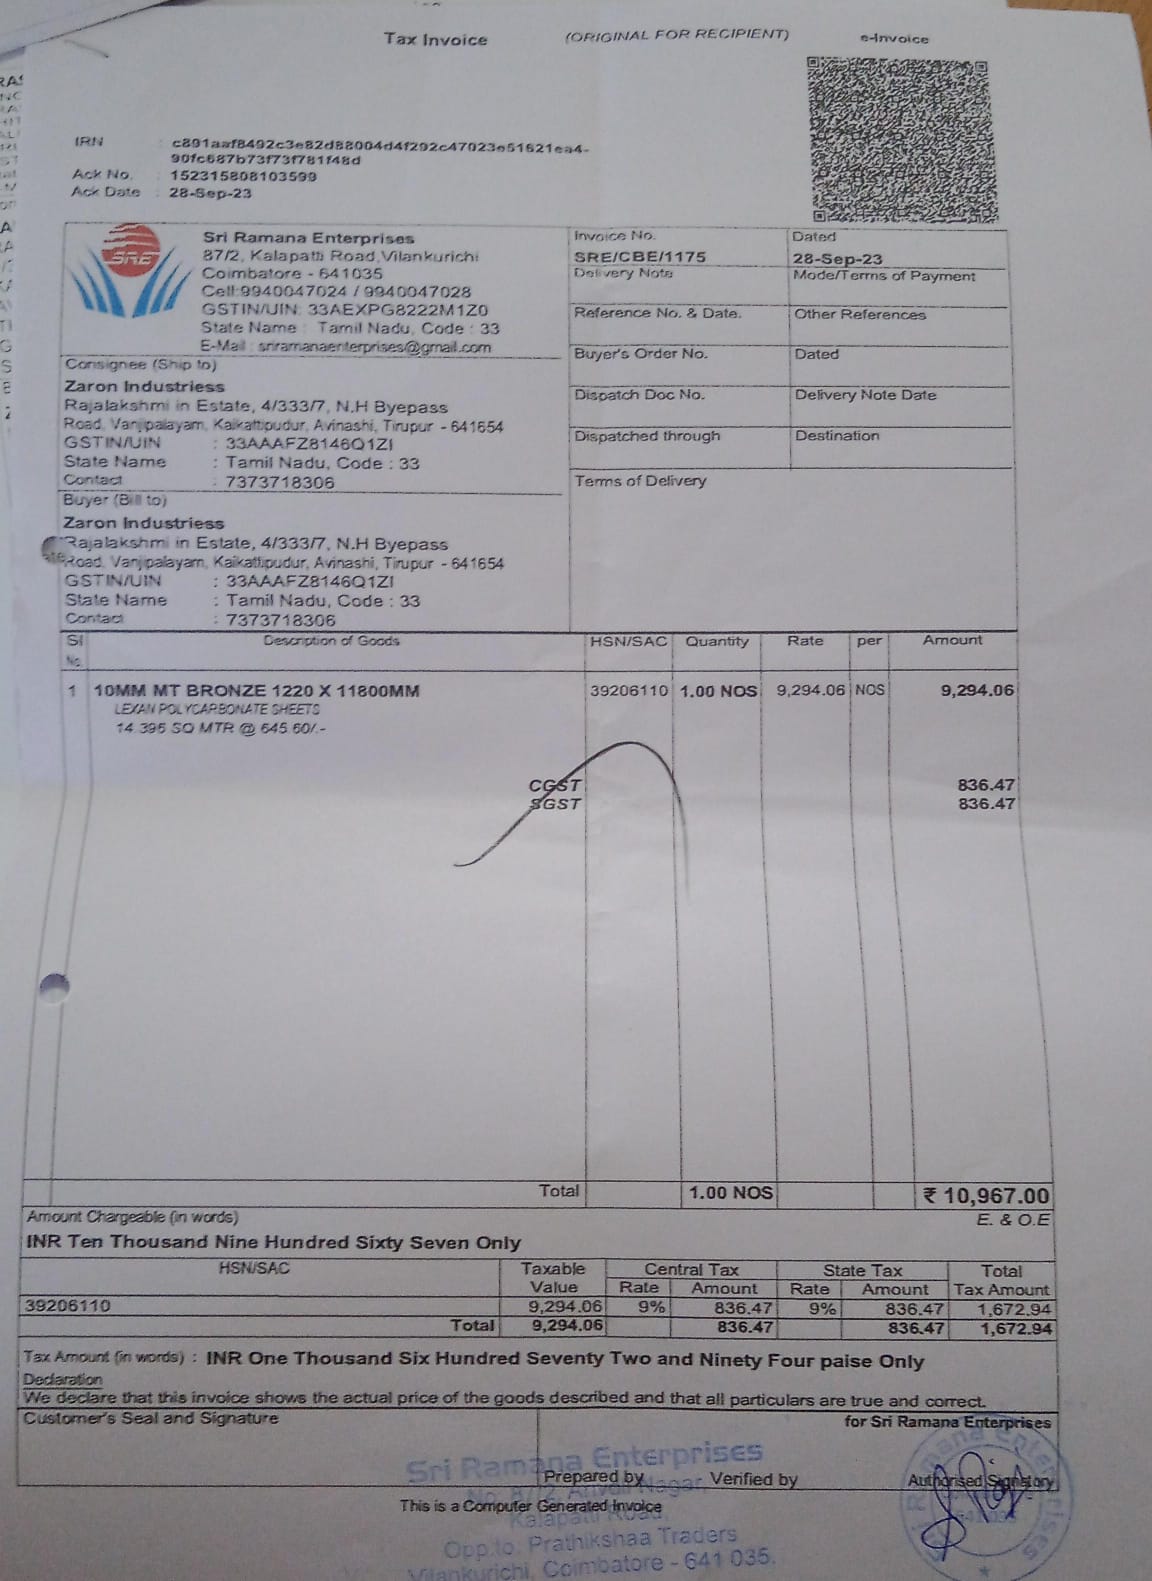 Tax Invoice (ORIGINAL FOR RECIPIENT) e-Invoice
IRN : c891aaf8492c3e82d88004d4f292c47023e51621ea4-
90fc687b73f73f781f48d
Ack No. : 152315808103599
Ack Date : 28-Sep-23
SRE
Sri Ramana Enterprises
87/2, Kalapatti Road,Vilankurichi
Coimbatore - 641035
Cell:9940047024 / 9940047028
GSTIN/UIN: 33AEXPG8222M1Z0
State Name : Tamil Nadu, Code : 33
E-Mail : sriramanaenterprises@gmail.com
Invoice No. Dated
SRE/CBE/1175 28-Sep-23
Delivery Note Mode/Terms of Payment
Reference No. & Date. Other References
Buyer's Order No. Dated
Dispatch Doc No. Delivery Note Date
Dispatched through Destination
Terms of Delivery
Consignee (Ship to)
Zaron Industriess
Rajalakshmi in Estate, 4/333/7, N.H Byepass
Road, Vanjipalayam, Kaikattipudur, Avinashi, Tirupur - 641654
GSTIN/UIN : 33AAAFZ8146Q1ZI
State Name : Tamil Nadu, Code : 33
Contact : 7373718306
Buyer (Bill to)
Zaron Industriess
Rajalakshmi in Estate, 4/333/7, N.H Byepass
Road, Vanjipalayam, Kaikattipudur, Avinashi, Tirupur - 641654
GSTIN/UIN : 33AAAFZ8146Q1ZI
State Name : Tamil Nadu, Code : 33
Contact : 7373718306
Sl No. Description of Goods HSN/SAC Quantity Rate per Amount
1 10MM MT BRONZE 1220 X 11800MM 39206110 1.00 NOS 9,294.06 NOS 9,294.06
LEXAN POLYCARBONATE SHEETS
14.396 SQ MTR @ 645.60/.-
CGST 836.47
SGST 836.47
Total 1.00 NOS ₹ 10,967.00
Amount Chargeable (in words) E. & O.E
INR Ten Thousand Nine Hundred Sixty Seven Only
HSN/SAC Taxable Value Central Tax State Tax Total Tax Amount
Rate Amount Rate Amount
39206110 9,294.06 9% 836.47 9% 836.47 1,672.94
Total 9,294.06 836.47 836.47 1,672.94
Tax Amount (in words) : INR One Thousand Six Hundred Seventy Two and Ninety Four paise Only
Declaration
We declare that this invoice shows the actual price of the goods described and that all particulars are true and correct.
Customer's Seal and Signature for Sri Ramana Enterprises
Sri Ramana Enterprises
Prepared by Verified by Authorised Signatory
Nagar,
This is a Computer Generated Invoice
Kalapatti Road,
Opp.to. Prathikshaa Traders
Vilankurichi, Coimbatore - 641 035.